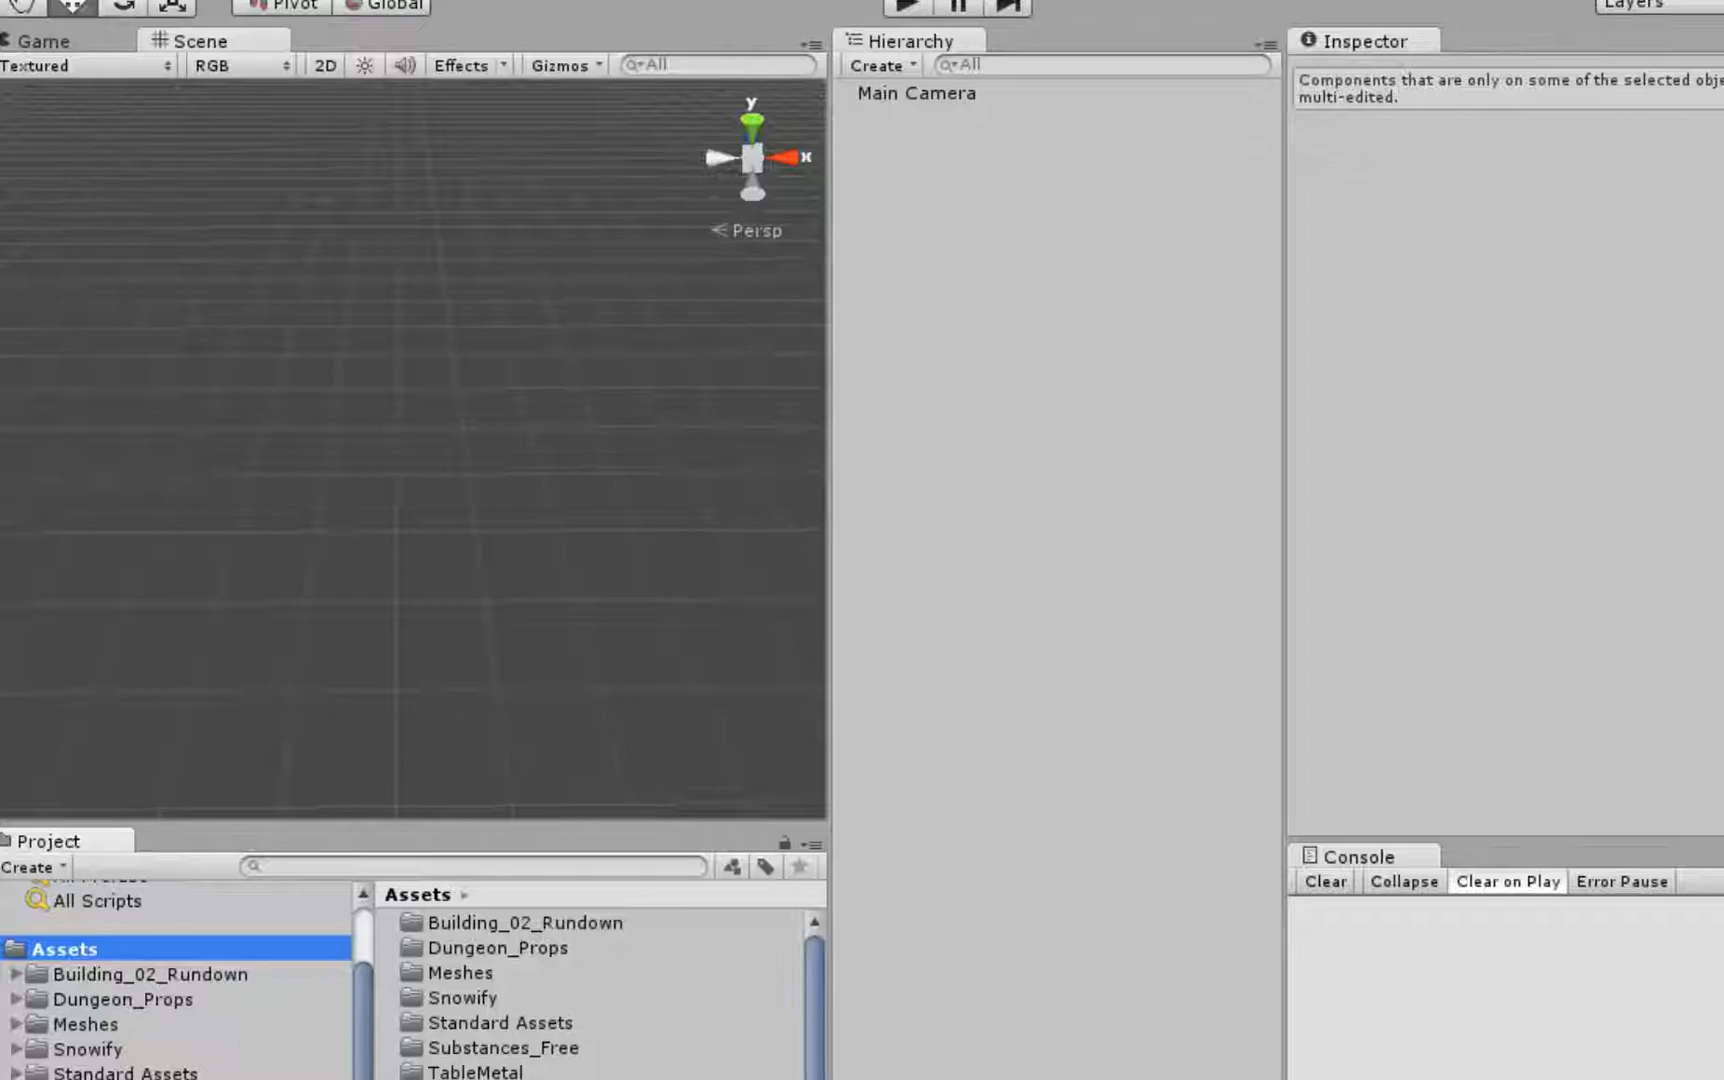 Pivot
Global
Layers
Game
Scene
Textured
RGB
2D
Effects
Gizmos
All
y
x
Persp
Hierarchy
Create
All
Main Camera
Inspector
Components that are only on some of the selected obje
multi-edited.
Project
Create
All Scripts
Assets
Building_02_Rundown
Dungeon_Props
Meshes
Snowify
Standard Assets
Assets
Building_02_Rundown
Dungeon_Props
Meshes
Snowify
Standard Assets
Substances_Free
TableMetal
Console
Clear
Collapse
Clear on Play
Error Pause